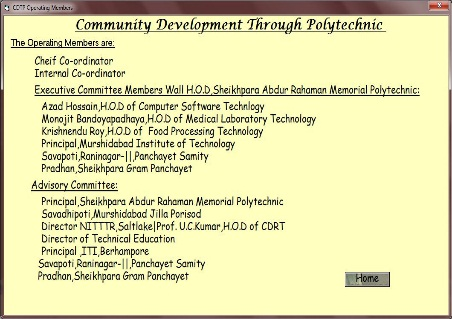 CDTP Operating Members
Community Development Through Polytechnic
The Operating Members are:
Cheif Co-ordinator
Internal Co-ordinator
Executive Committee Members Wall H.O.D,Sheikhpara Abdur Rahaman Memorial Polytechnic:
Azad Hossain,H.O.D of Computer Software Technlogy
Monojit Bandoyapadhaya,H.O.D of Medical Laboratory Technology
Krishnendu Roy,H.O.D of Food Processing Technology
Principal,Murshidabad Institute of Technology
Savapoti,Raninagar-||,Panchayet Samity
Pradhan,Sheikhpara Gram Panchayet
Advisory Committee:
Principal,Sheikhpara Abdur Rahaman Memorial Polytechnic
Savadhipoti,Murshidabad Jilla Porisod
Director NITTTR,Saltlake|Prof. U.C.Kumar,H.O.D of CDRT
Director of Technical Education
Principal ,ITI,Berhampore
Savapoti,Raninagar-||,Panchayet Samity
Pradhan,Sheikhpara Gram Panchayet
Home